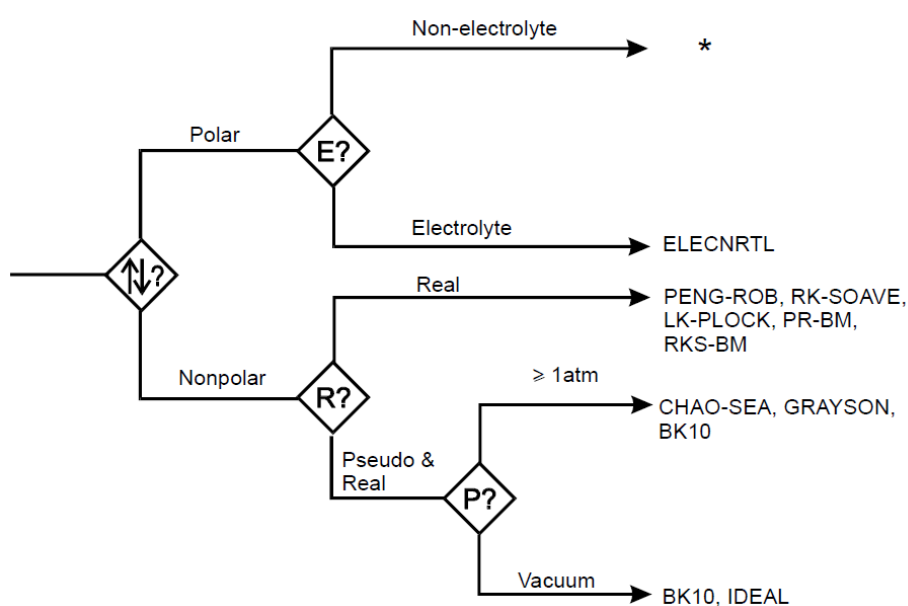 Non-electrolyte
*
Polar
E?
Electrolyte
ELECNRTL
⇅?
Real
PENG-ROB, RK-SOAVE,
LK-PLOCK, PR-BM,
RKS-BM
Nonpolar
R?
⩾ 1atm
CHAO-SEA, GRAYSON,
BK10
Pseudo &
Real
P?
Vacuum
BK10, IDEAL